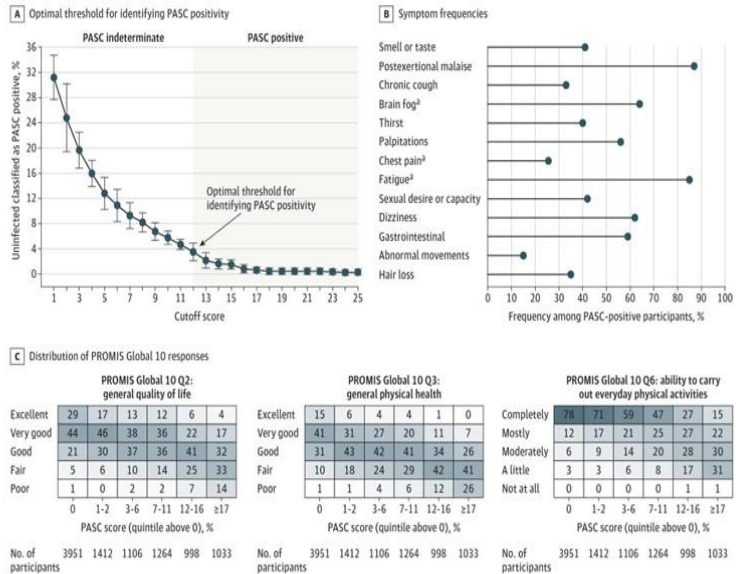 A Optimal threshold for identifying PASC positivity
PASC indeterminate PASC positive
Uninfected classified as PASC positive, %
36
32
28
24
20
16
12
8
4
0
Optimal threshold for
identifying PASC positivity
1 3 5 7 9 11 13 15 17 19 21 23 25
Cutoff score
B Symptom frequencies
Smell or taste
Postexertional malaise
Chronic cough
Brain fogª
Thirst
Palpitations
Chest painª
Fatigueª
Sexual desire or capacity
Dizziness
Gastrointestinal
Abnormal movements
Hair loss
0 10 20 30 40 50 60 70 80 90 100
Frequency among PASC-positive participants, %
C Distribution of PROMIS Global 10 responses
PROMIS Global 10 Q2:
general quality of life
Excellent 29 17 13 12 6 4
Very good 44 46 38 36 22 17
Good 21 30 37 36 41 32
Fair 5 6 10 14 25 33
Poor 1 0 2 2 7 14
0 1-2 3-6 7-11 12-16 ≥17
PASC score (quintile above 0), %
No. of 3951 1412 1106 1264 998 1033
participants
PROMIS Global 10 Q3:
general physical health
Excellent 15 6 4 4 1 0
Very good 41 31 27 20 11 7
Good 31 43 42 41 34 26
Fair 10 18 24 29 42 41
Poor 1 1 4 6 12 26
0 1-2 3-6 7-11 12-16 ≥17
PASC score (quintile above 0), %
No. of 3951 1412 1106 1264 998 1033
participants
PROMIS Global 10 Q6: ability to carry
out everyday physical activities
Completely 78 71 59 47 27 15
Mostly 12 17 21 25 27 22
Moderately 6 9 14 20 28 30
A little 3 3 6 8 17 31
Not at all 0 0 0 0 1 1
0 1-2 3-6 7-11 12-16 ≥17
PASC score (quintile above 0), %
No. of 3951 1412 1106 1264 998 1033
participants